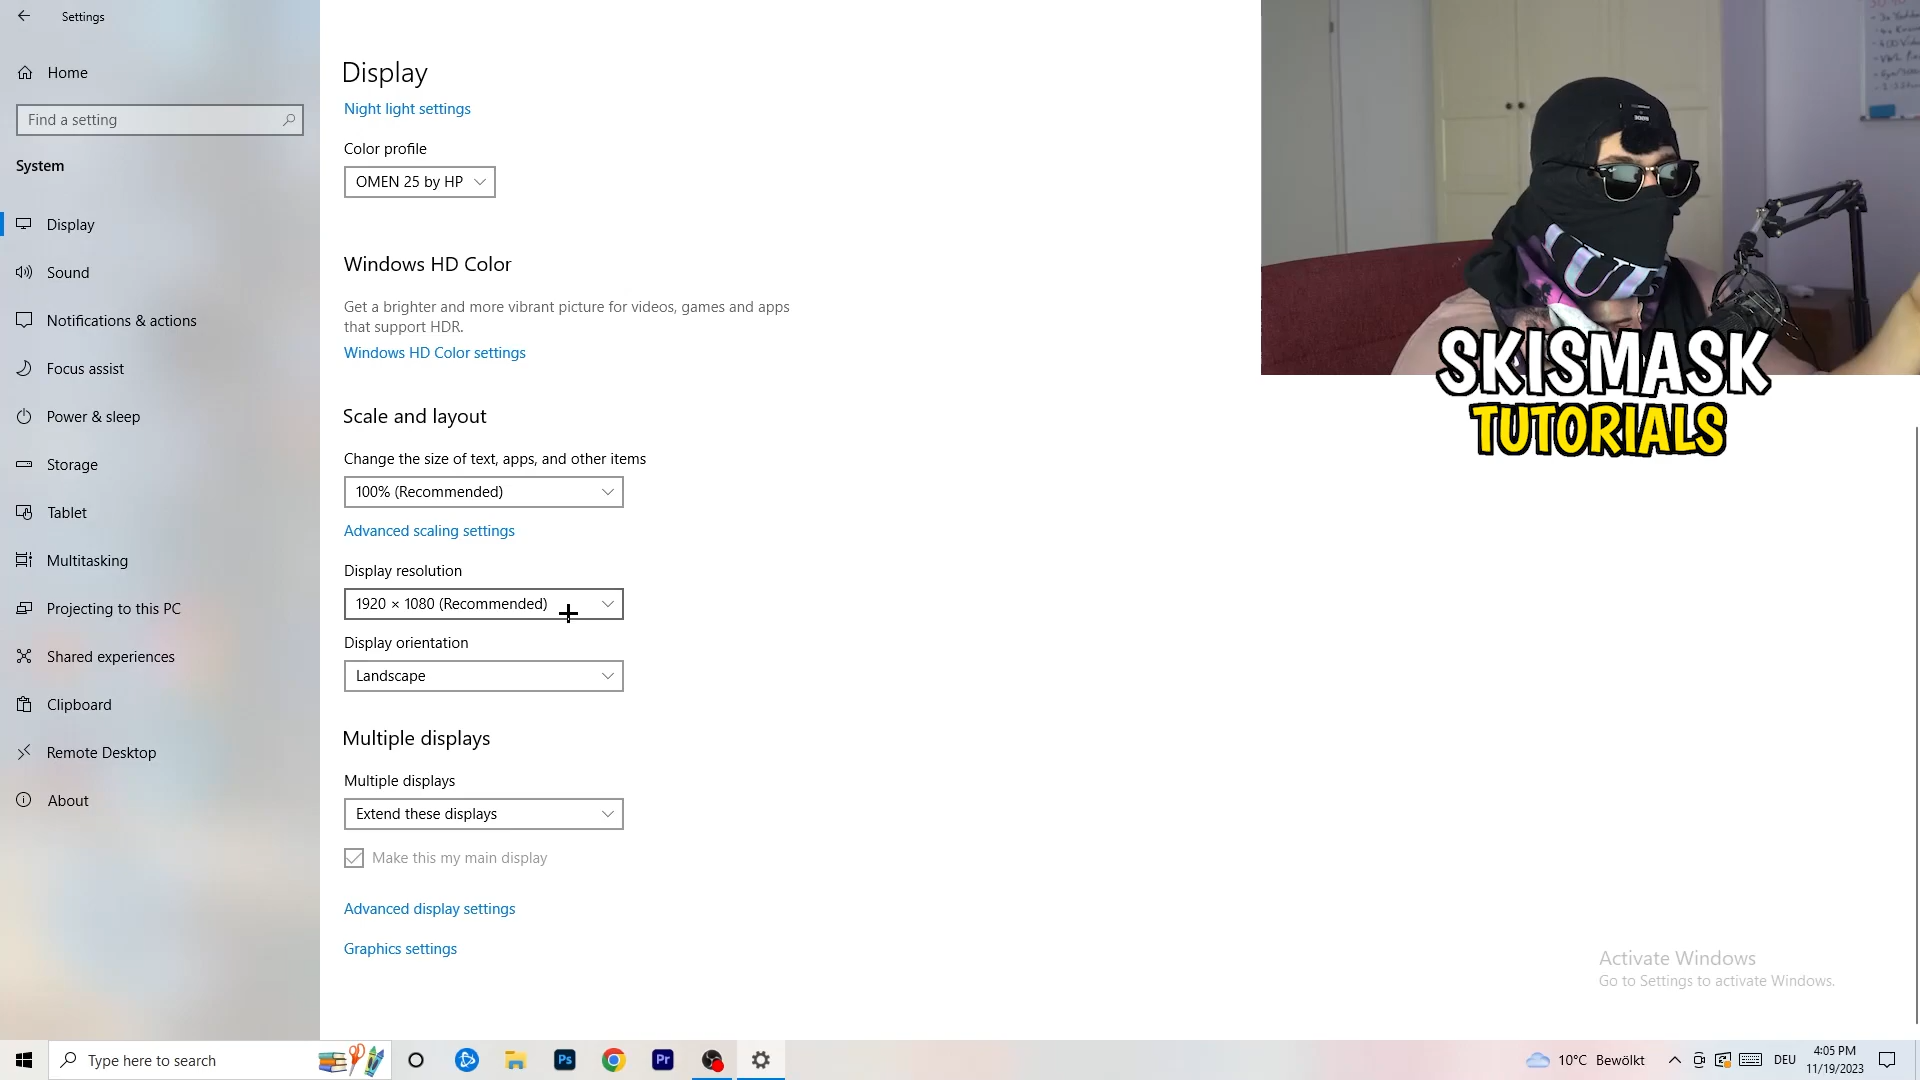 Settings
Home
Find a setting
System
Display
Sound
Notifications & actions
Focus assist
Power & sleep
Storage
Tablet
Multitasking
Projecting to this PC
Shared experiences
Clipboard
Remote Desktop
About
Display
Night light settings
Color profile
OMEN 25 by HP
Windows HD Color
Get a brighter and more vibrant picture for videos, games and apps
that support HDR.
Windows HD Color settings
Scale and layout
Change the size of text, apps, and other items
100% (Recommended)
Advanced scaling settings
Display resolution
1920 × 1080 (Recommended)
Display orientation
Landscape
Multiple displays
Multiple displays
Extend these displays
Make this my main display
Advanced display settings
Graphics settings
SKISMASK
TUTORIALS
Activate Windows
Go to Settings to activate Windows.
Type here to search
Ps
Pr
10°C Bewölkt
DEU
4:05 PM
11/19/2023